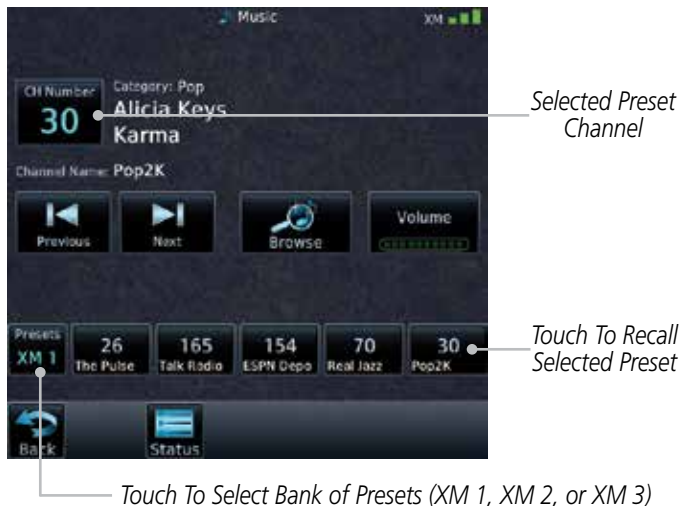 Music
XM
CH Number
30
Category: Pop
Alicia Keys
Karma
Selected Preset
Channel
Channel Name: Pop2K
Previous
Next
Browse
Volume
Presets
XM 1
26
The Pulse
165
Talk Radio
154
ESPN Depo
70
Real Jazz
30
Pop2K
Touch To Recall
Selected Preset
Back
Status
Touch To Select Bank of Presets (XM 1, XM 2, or XM 3)